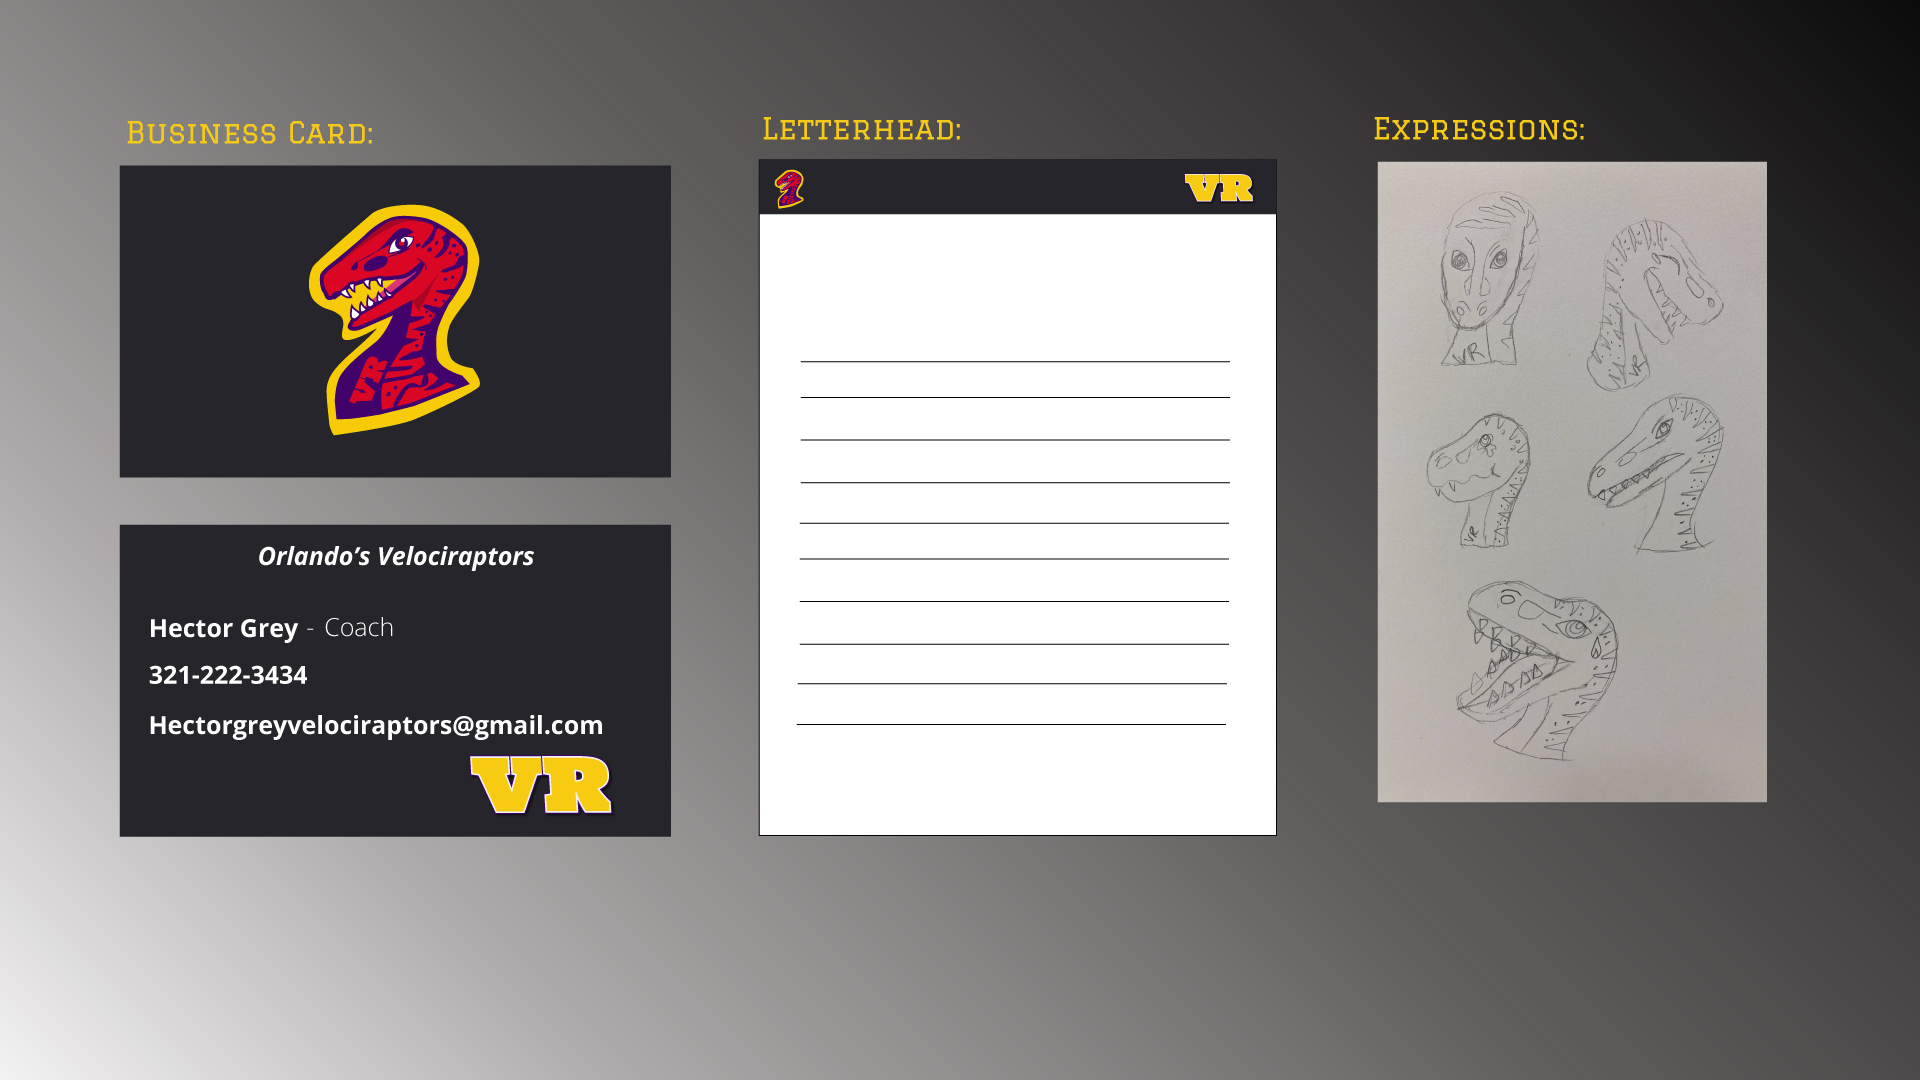 Business Card:
VR
Orlando's Velociraptors
Hector Grey - Coach
321-222-3434
Hectorgreyvelociraptors@gmail.com
VR
Letterhead:
VR
Expressions:
VR
VR
VR